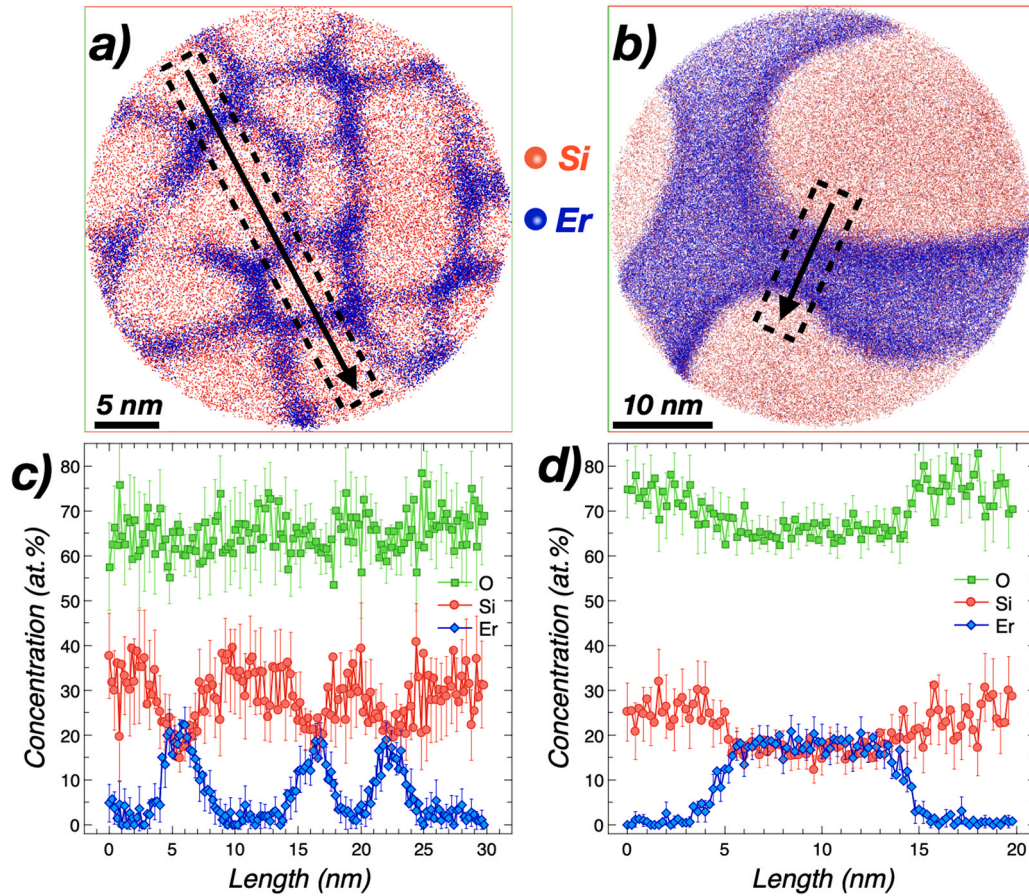 a)
5 nm
Si
Er
b)
10 nm
c)
Concentration (at.%)
80
70
60
50
40
30
20
10
0
O
Si
Er
0 5 10 15 20 25 30
Length (nm)
d)
Concentration (at.%)
80
70
60
50
40
30
20
10
0
O
Si
Er
0 5 10 15 20
Length (nm)